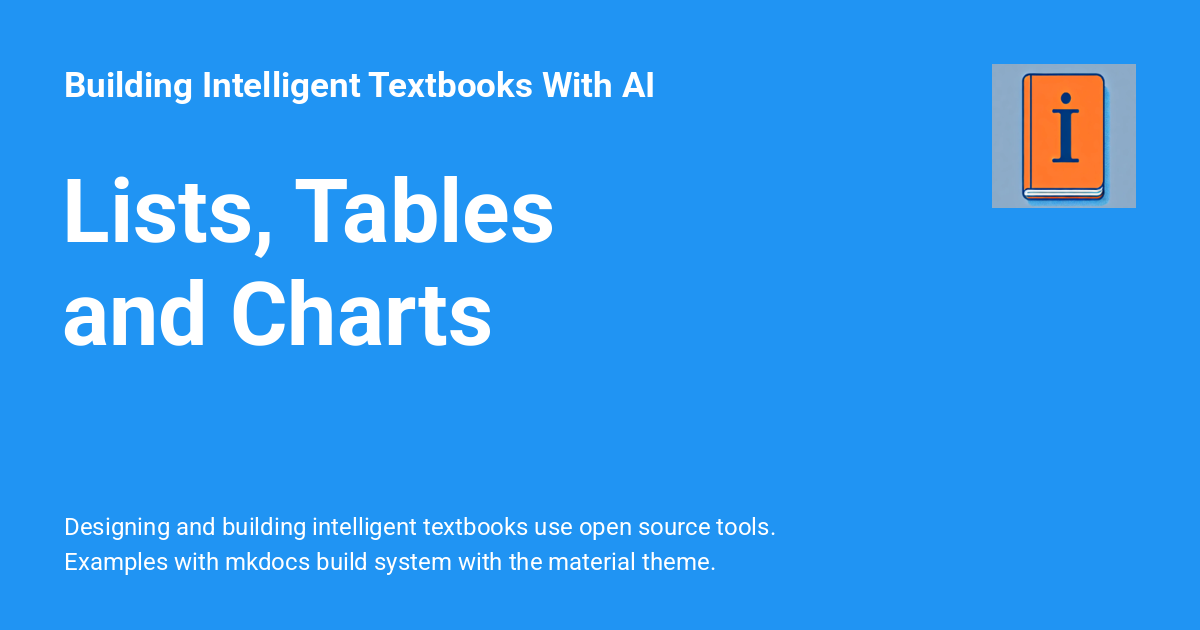 Building Intelligent Textbooks With AI
i
Lists, Tables
and Charts
Designing and building intelligent textbooks use open source tools.
Examples with mkdocs build system with the material theme.